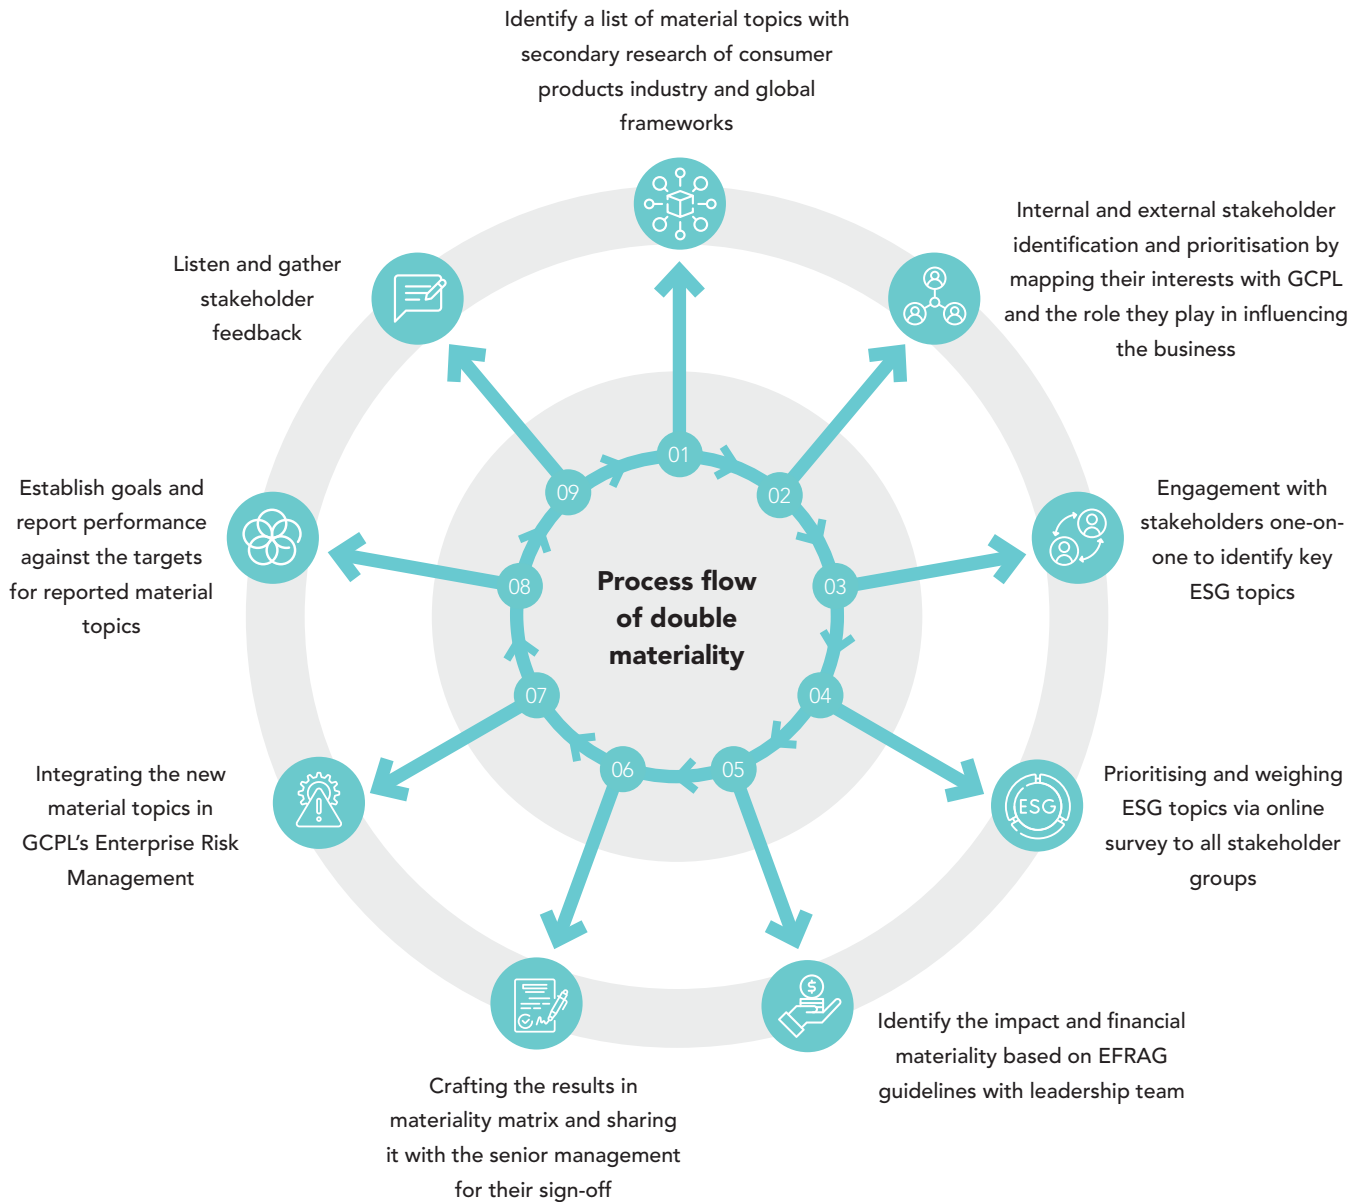 Identify a list of material topics with
secondary research of consumer
products industry and global
frameworks
Internal and external stakeholder
identification and prioritisation by
mapping their interests with GCPL
and the role they play in influencing
the business
Engagement with
stakeholders one-on-
one to identify key
ESG topics
Prioritising and weighing
ESG topics via online
survey to all stakeholder
groups
Identify the impact and financial
materiality based on EFRAG
guidelines with leadership team
Crafting the results in
materiality matrix and sharing
it with the senior management
for their sign-off
Integrating the new
material topics in
GCPL's Enterprise Risk
Management
Establish goals and
report performance
against the targets
for reported material
topics
Listen and gather
stakeholder
feedback
Process flow
of double
materiality
01
02
03
04
05
06
07
08
09
ESG
$
!